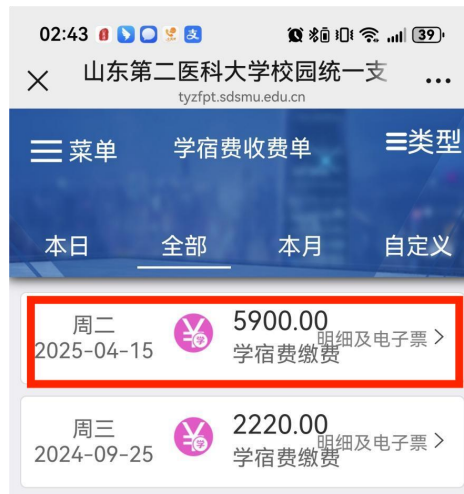 02:43 支 39
山东第二医科大学校园统一支 ...
tyzfpt.sdsmu.edu.cn
菜单 学宿费收费单 类型
本日 全部 本月 自定义
周二 5900.00
2025-04-15 学 学宿费缴费 明细及电子票
周三 2220.00
2024-09-25 学 学宿费缴费 明细及电子票